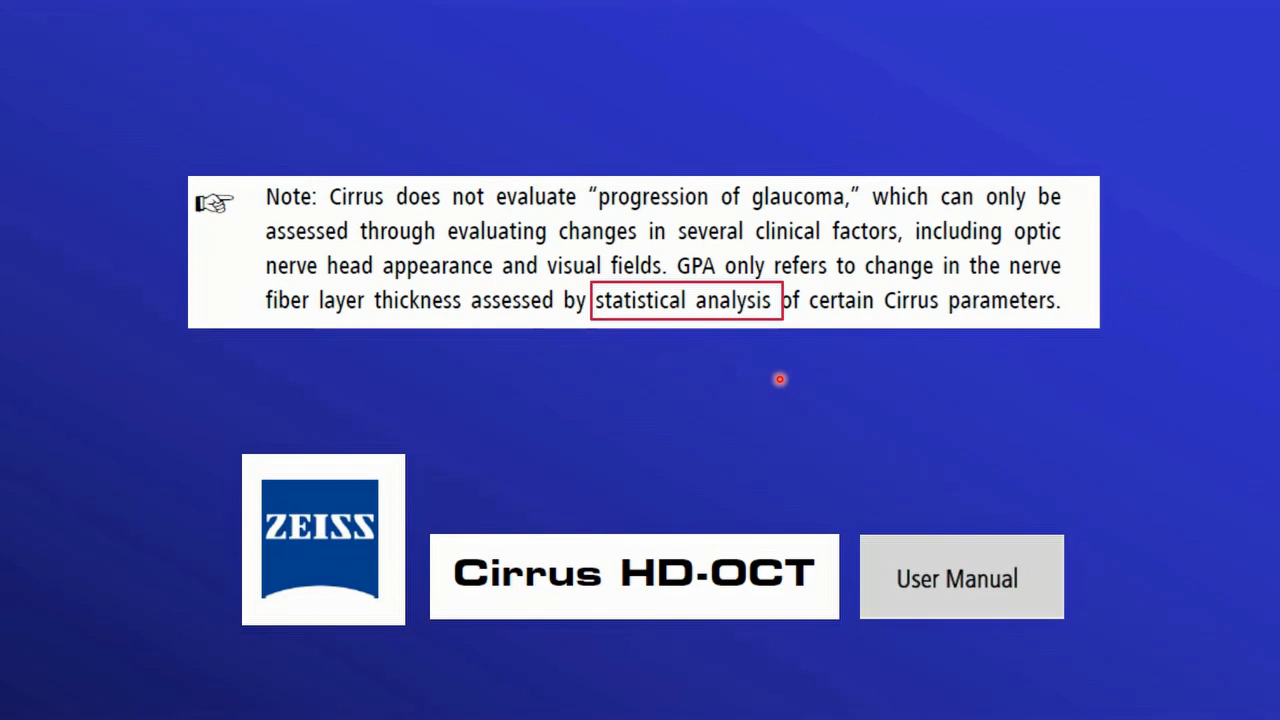 Note: Cirrus does not evaluate “progression of glaucoma,” which can only be
assessed through evaluating changes in several clinical factors, including optic
nerve head appearance and visual fields. GPA only refers to change in the nerve
fiber layer thickness assessed by statistical analysis of certain Cirrus parameters.
ZEISS
Cirrus HD-OCT
User Manual